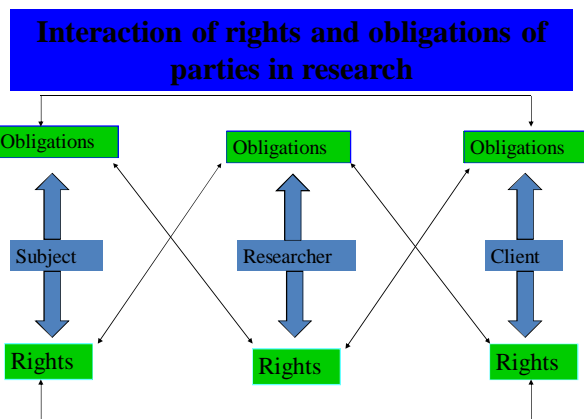 Interaction of rights and obligations of
parties in research
Obligations
Obligations
Obligations
Subject
Researcher
Client
Rights
Rights
Rights